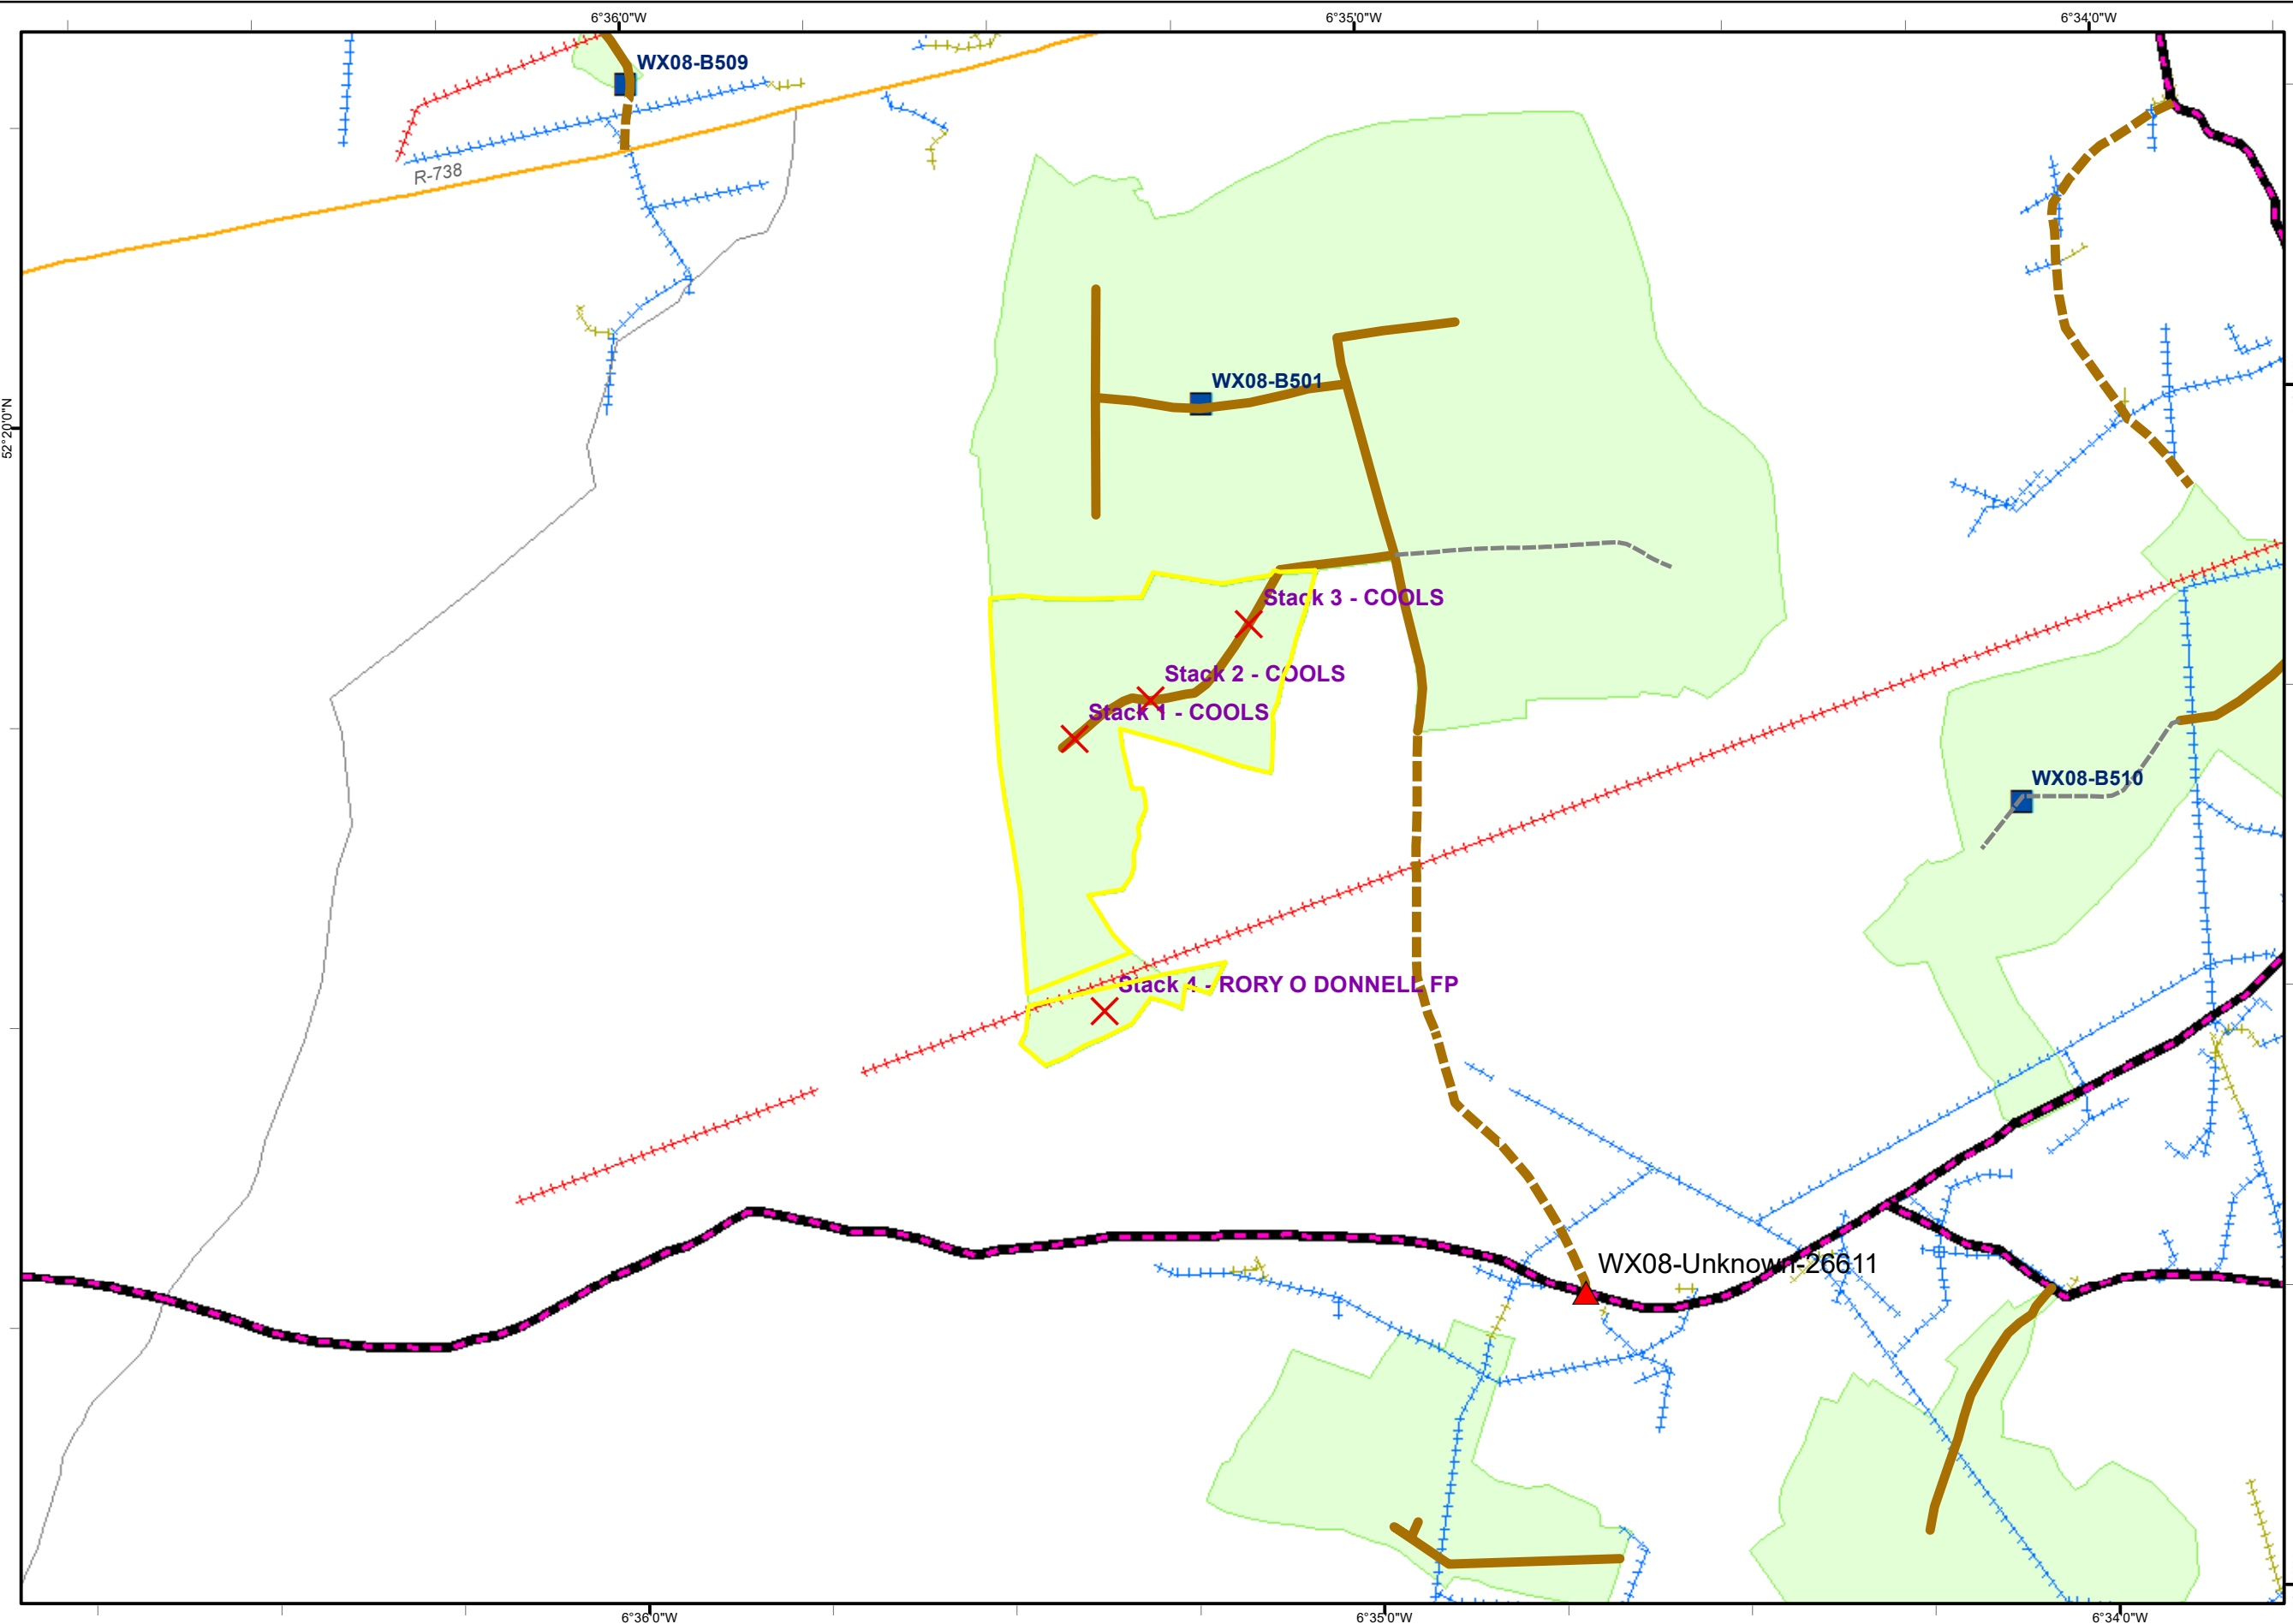 6°36'0"W
6°35'0"W
6°34'0"W
WX08-B509
R-738
WX08-B501
52°20'0"N
Stack 3 - COOLS
Stack 2 - COOLS
Stack 1 - COOLS
WX08-B510
Stack 4 - RORY O DONNELL FP
WX08-Unknown-26611
6°36'0"W
6°35'0"W
6°34'0"W